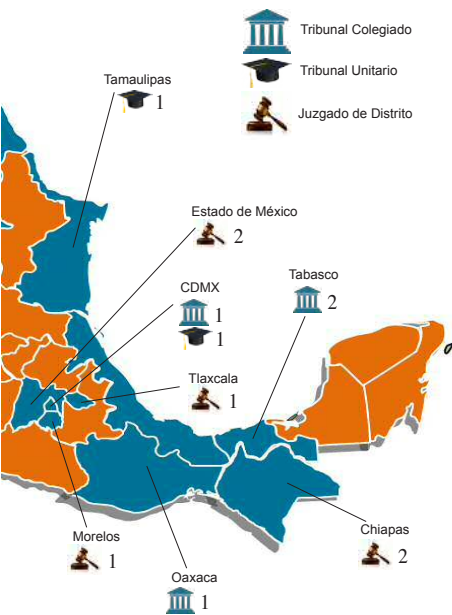 Tribunal Colegiado
Tribunal Unitario
Juzgado de Distrito
Tamaulipas
1
Estado de México
2
CDMX
1
1
Tabasco
2
Tlaxcala
1
Morelos
1
Oaxaca
1
Chiapas
2